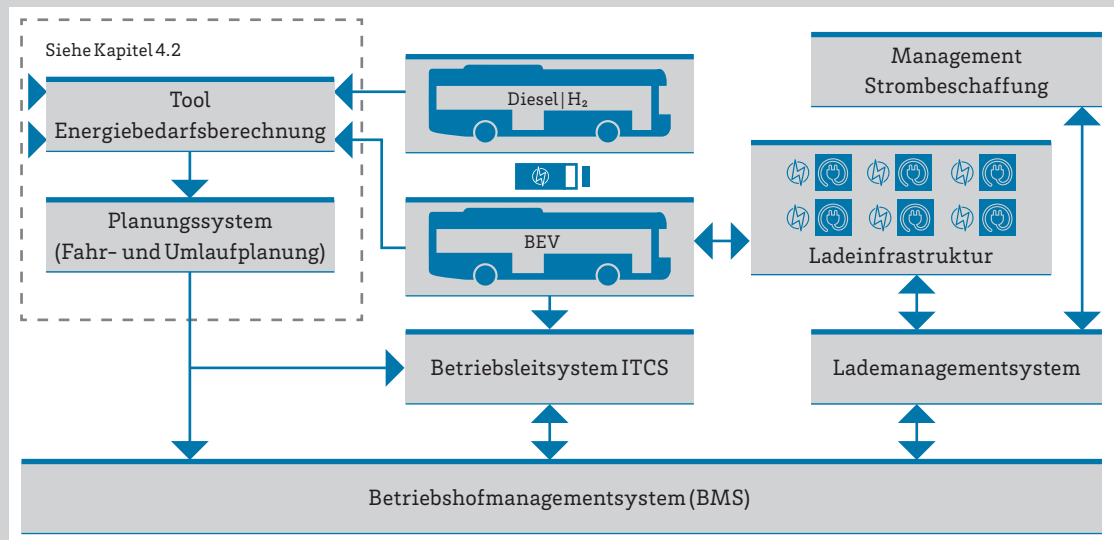 Siehe Kapitel 4.2
Tool
Energiebedarfsberechnung
Planungssystem
(Fahr- und Umlaufplanung)
Diesel|H₂
BEV
Betriebsleitsystem ITCS
Management
Strombeschaffung
Ladeinfrastruktur
Lademanagementsystem
Betriebshofmanagementsystem (BMS)